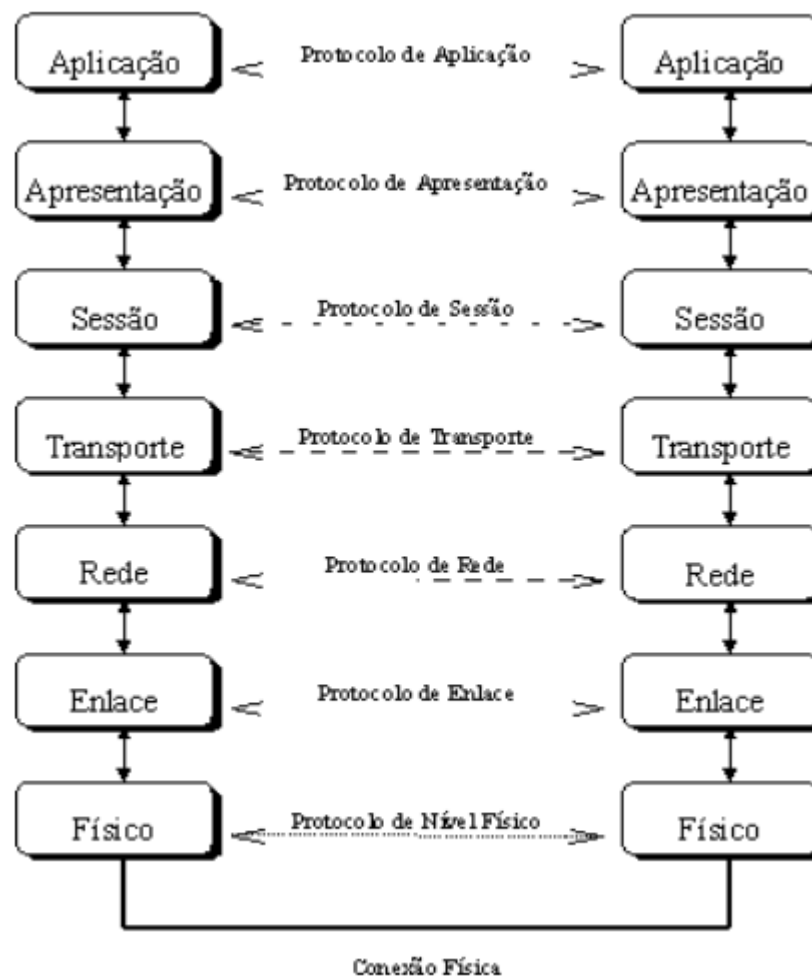 Aplicação Protocolo de Aplicação Aplicação
Apresentação Protocolo de Apresentação Apresentação
Sessão Protocolo de Sessão Sessão
Transporte Protocolo de Transporte Transporte
Rede Protocolo de Rede Rede
Enlace Protocolo de Enlace Enlace
Físico Protocolo de Nível Físico Físico
Conexão Física